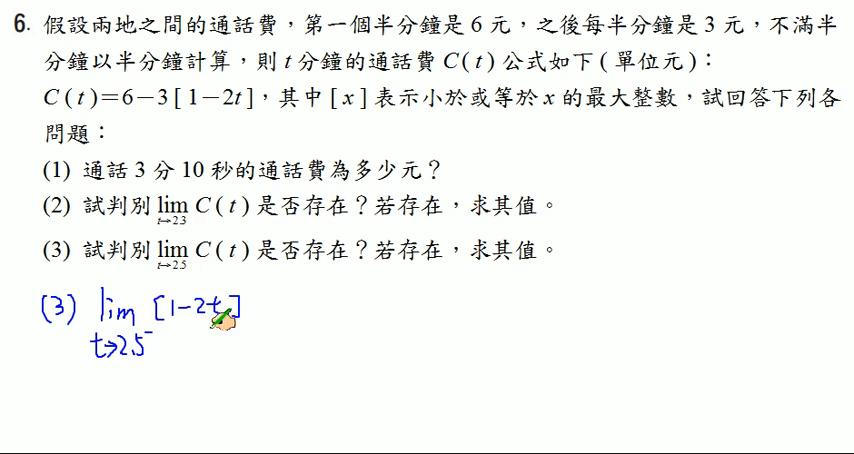 6. 假設兩地之間的通話費，第一個半分鐘是 6 元，之後每半分鐘是 3 元，不滿半
分鐘以半分鐘計算，則 t 分鐘的通話費 C(t) 公式如下(單位元)：
C(t)=6-3[1-2t]，其中[x]表示小於或等於 x 的最大整數，試回答下列各
問題：
(1) 通話 3 分 10 秒的通話費為多少元？
(2) 試判別 lim C(t) 是否存在？若存在，求其值。
t→2.3
(3) 試判別 lim C(t) 是否存在？若存在，求其值。
t→2.5
(3) lim [1-2t]
t→2.5⁻